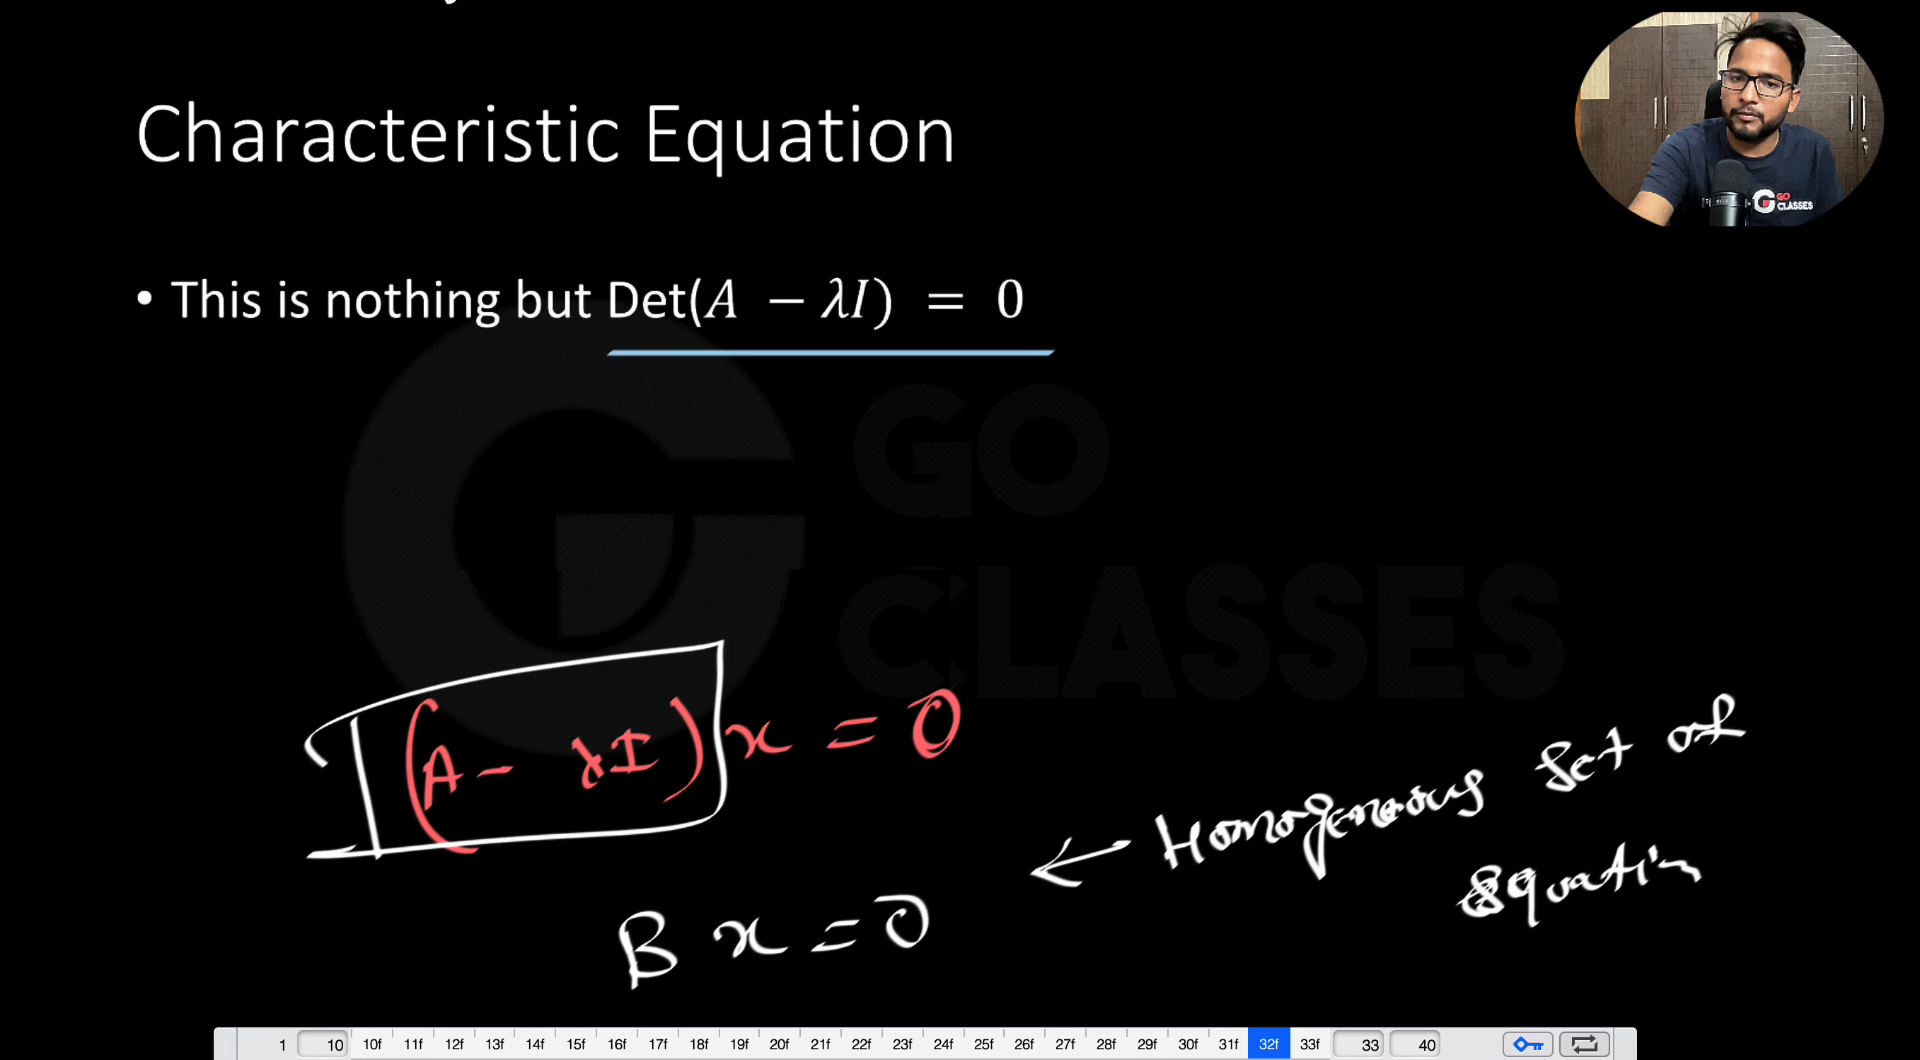 Characteristic Equation
• This is nothing but Det(A − λI) = 0
GO
CLASSES
GO
CLASSES
(A - λI) x = 0
Homogeneous Set of
Equation
B x = 0
1 10 10f 11f 12f 13f 14f 15f 16f 17f 18f 19f 20f 21f 22f 23f 24f 25f 26f 27f 28f 29f 30f 31f 32f 33f 33 40